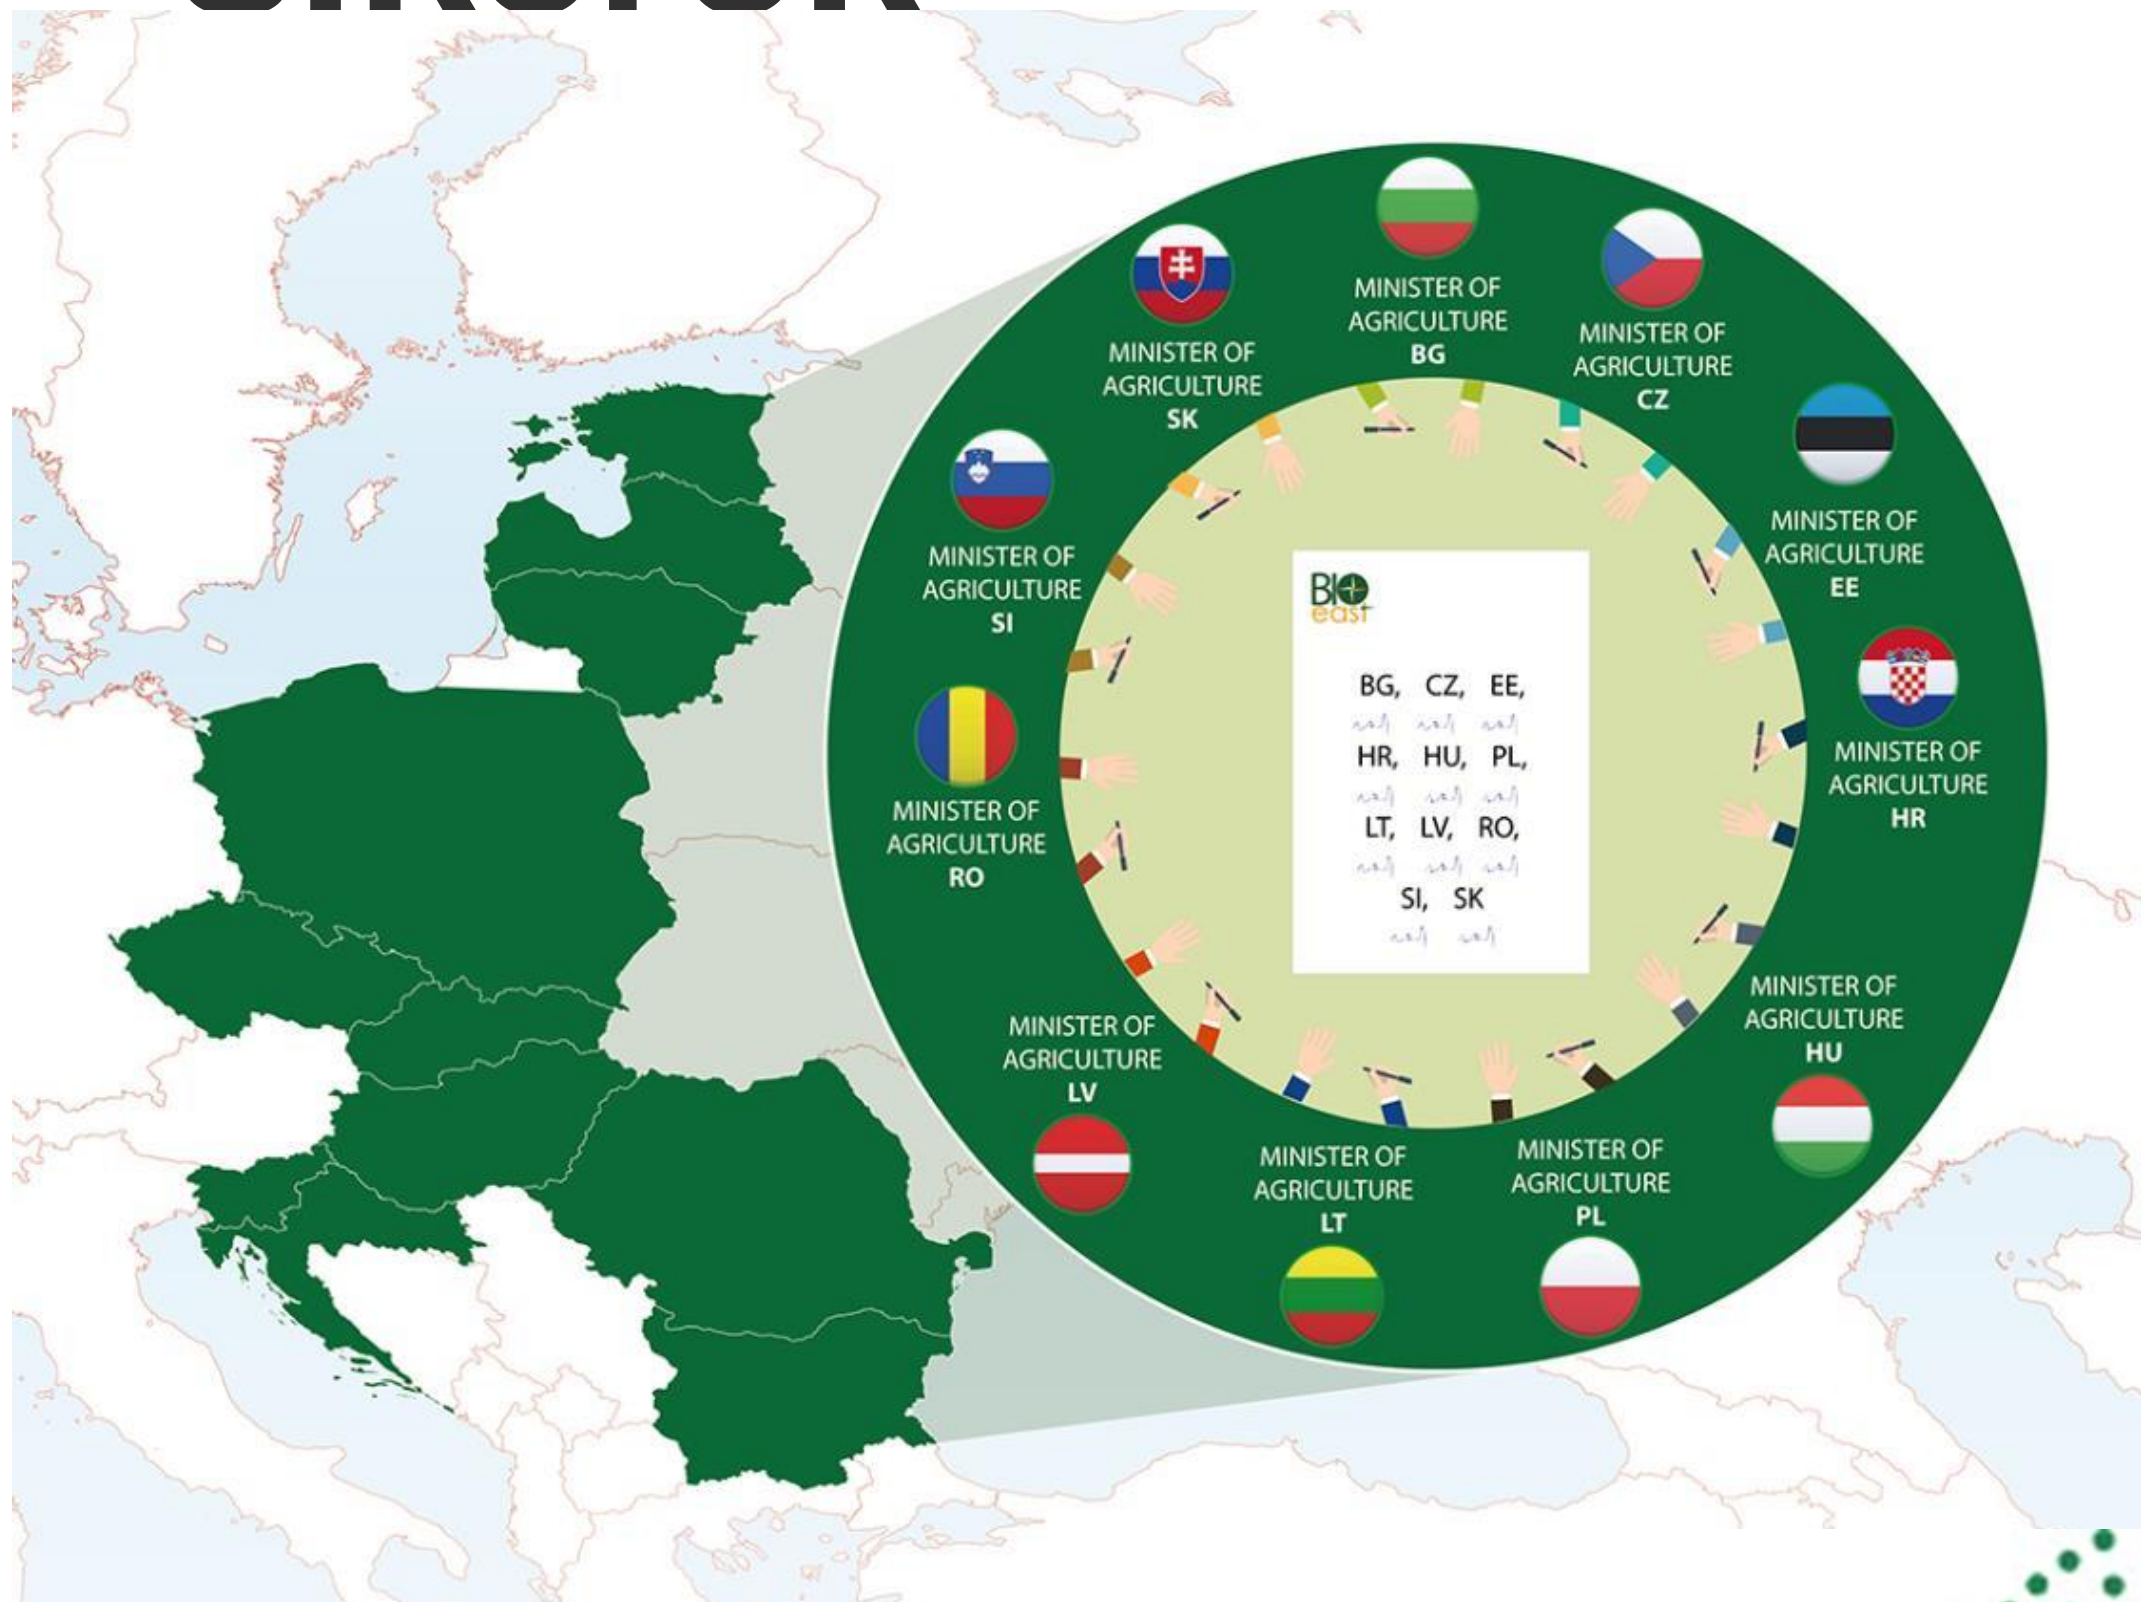 MINISTER OF
AGRICULTURE
BG
MINISTER OF
AGRICULTURE
CZ
MINISTER OF
AGRICULTURE
SK
MINISTER OF
AGRICULTURE
EE
MINISTER OF
AGRICULTURE
SI
MINISTER OF
AGRICULTURE
HR
MINISTER OF
AGRICULTURE
RO
MINISTER OF
AGRICULTURE
HU
MINISTER OF
AGRICULTURE
LV
MINISTER OF
AGRICULTURE
LT
MINISTER OF
AGRICULTURE
PL
BIO
east
BG, CZ, EE,
HR, HU, PL,
LT, LV, RO,
SI, SK